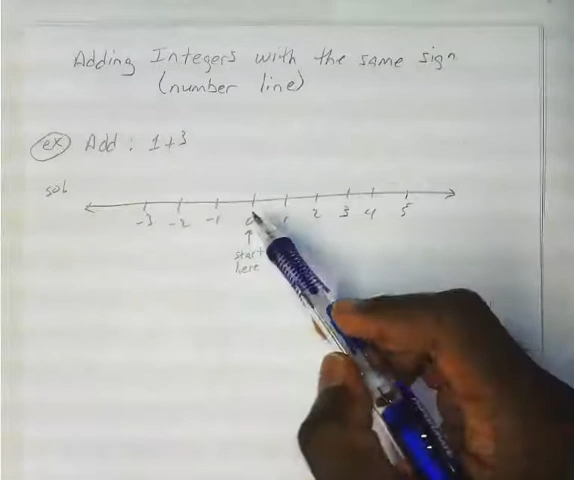 Adding Integers with the same sign
(number line)
ex Add : 1+3
sol
-3 -2 -1 0 1 2 3 4 5
start
here